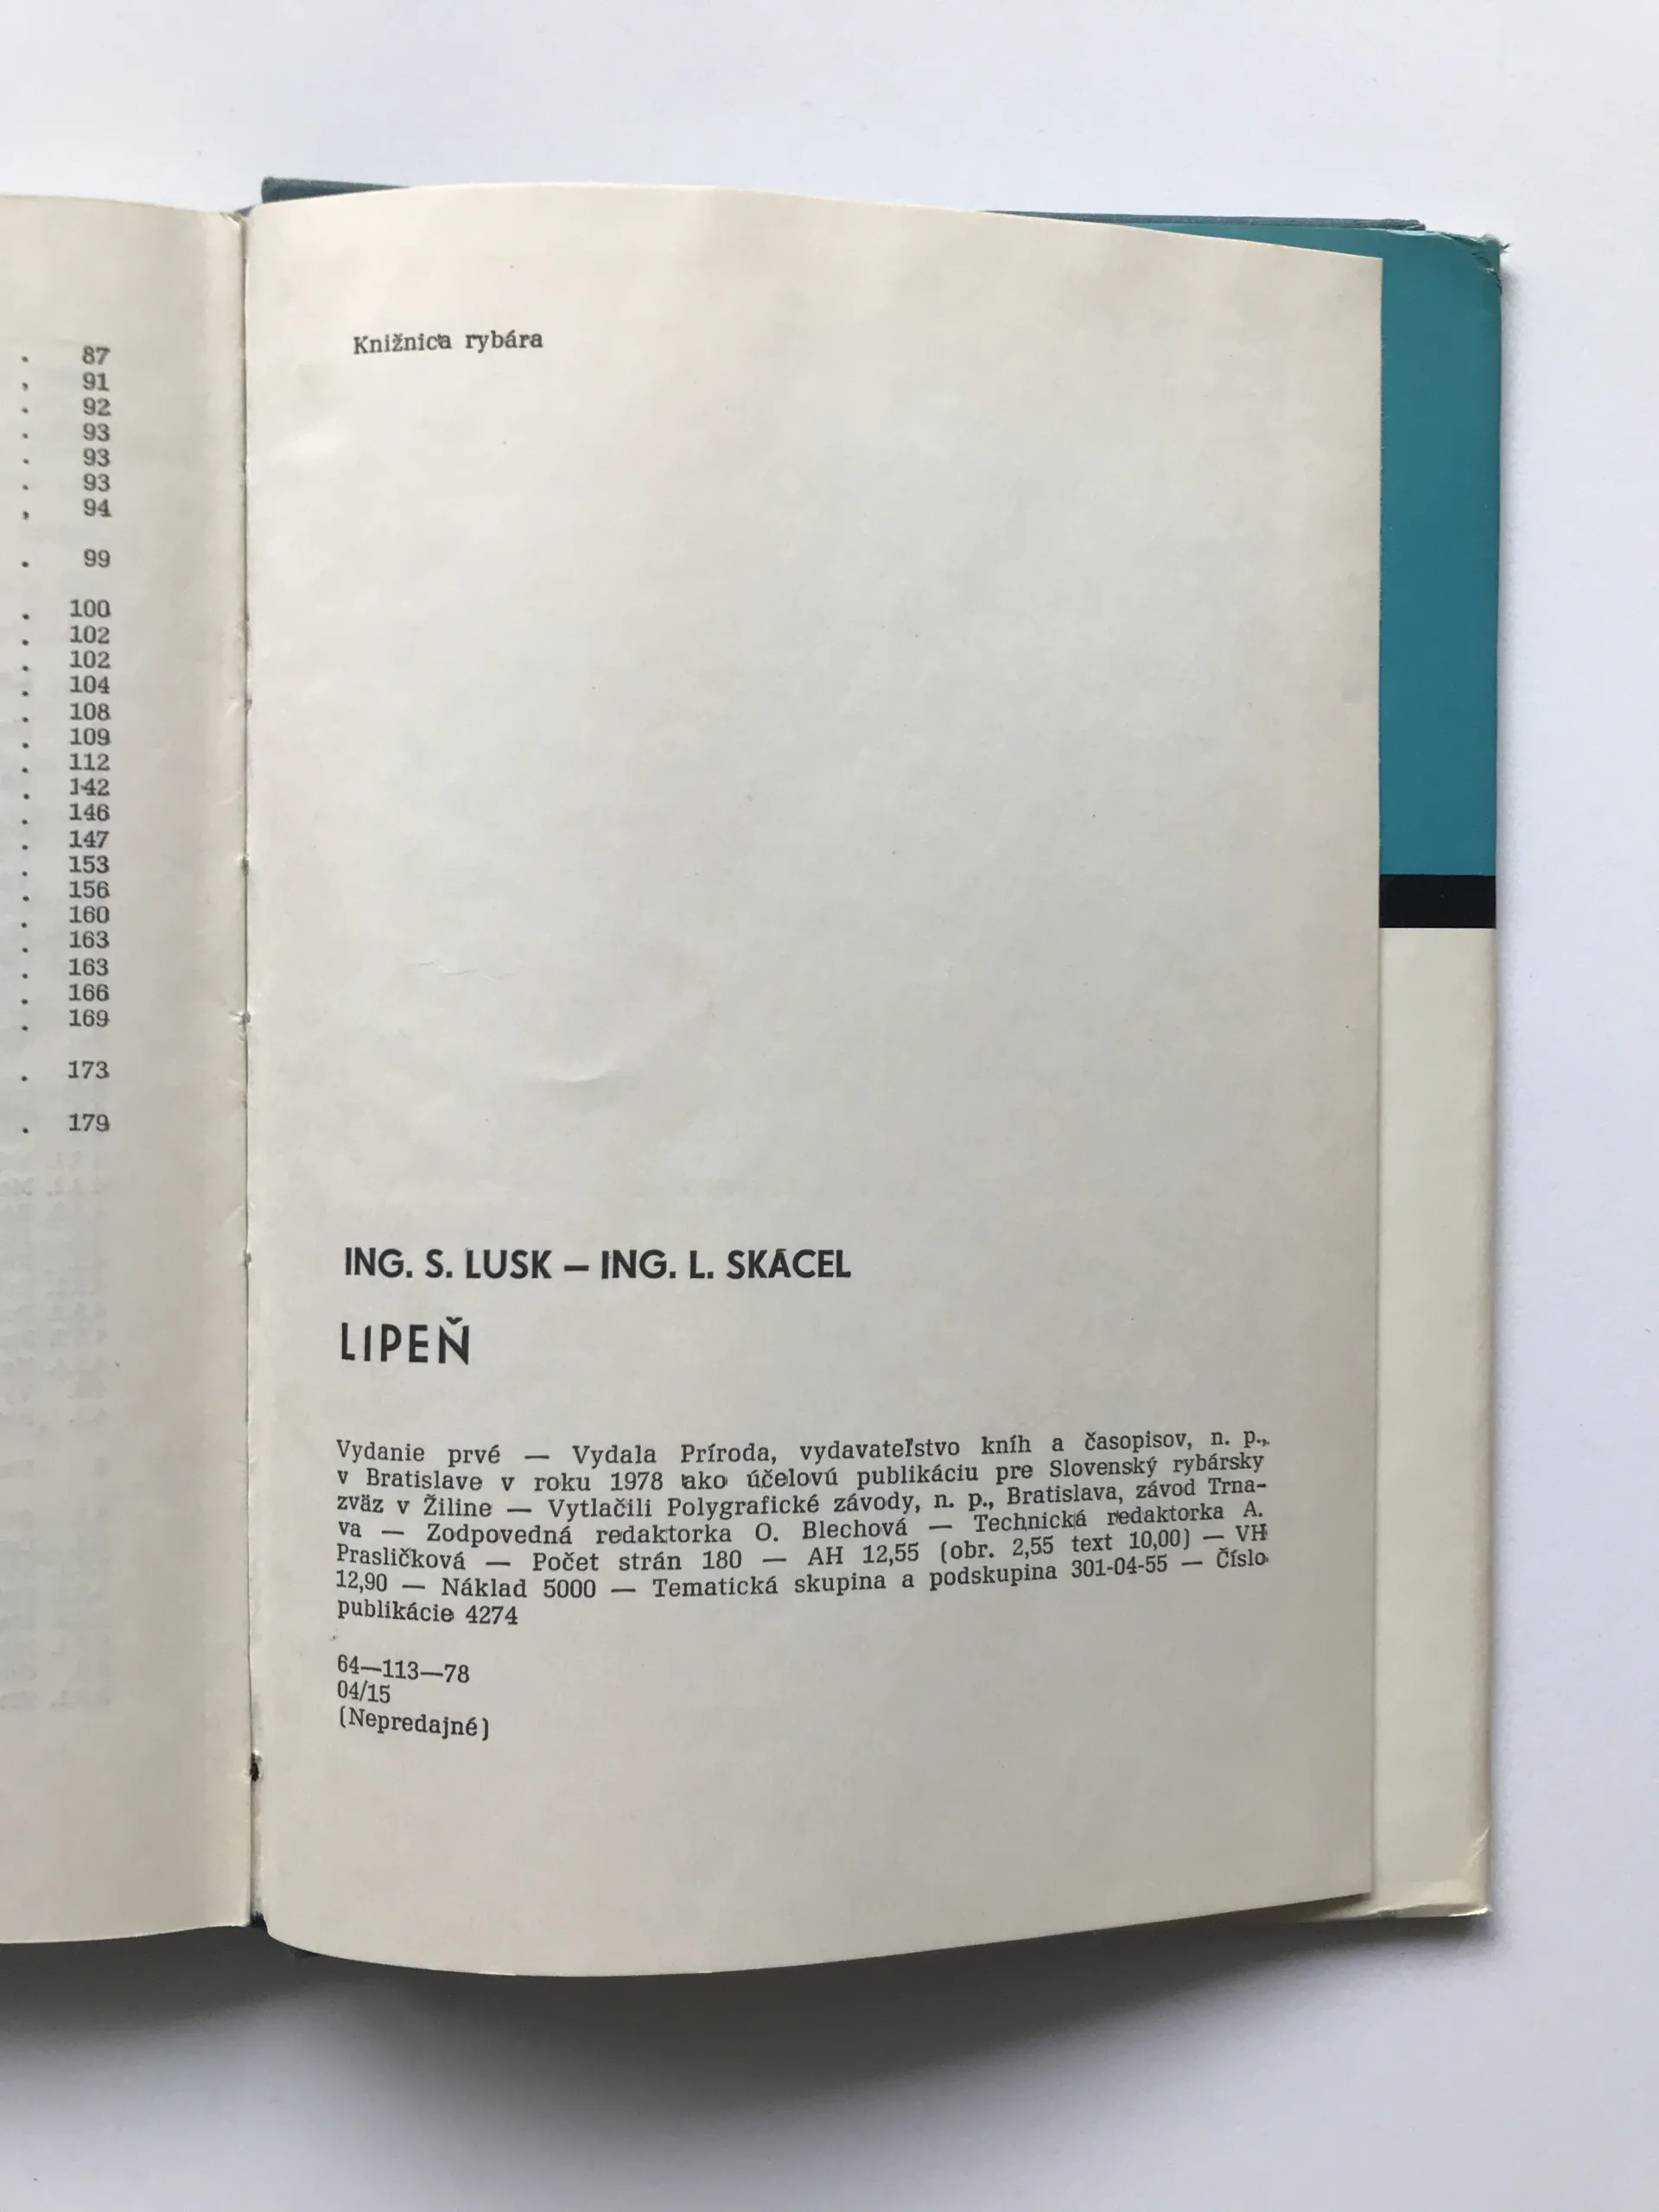 . 87
, 91
. 92
. 93
. 93
. 93
, 94
. 99
. 100
. 102
. 102
. 104
. 108
. 109
. 112
. 142
. 146
. 147
. 153
. 156
. 160
. 163
. 163
. 166
. 169
. 173
. 179
Knižnica rybára
ING. S. LUSK — ING. L. SKÁCEL
LIPEŇ
Vydanie prvé — Vydala Príroda, vydavateľstvo kníh a časopisov, n. p.,
v Bratislave v roku 1978 ako účelovú publikáciu pre Slovenský rybársky
zväz v Žiline — Vytlačili Polygrafické závody, n. p., Bratislava, závod Trna-
va — Zodpovedná redaktorka O. Blechová — Technická redaktorka A.
Prasličková — Počet strán 180 — AH 12,55 (obr. 2,55 text 10,00) — VH
12,90 — Náklad 5000 — Tematická skupina a podskupina 301-04-55 — Číslo
publikácie 4274
64—113—78
04/15
(Nepredajné)